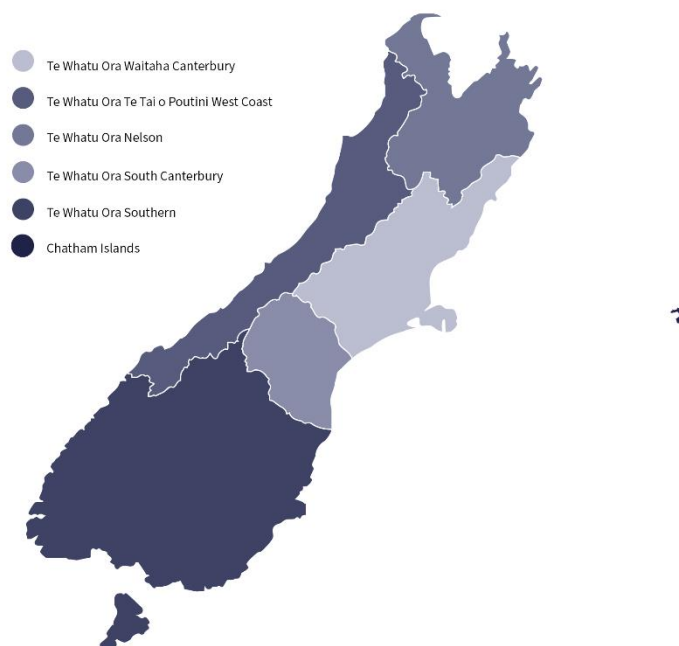 Te Whatu Ora Waitaha Canterbury
Te Whatu Ora Te Tai o Poutini West Coast
Te Whatu Ora Nelson
Te Whatu Ora South Canterbury
Te Whatu Ora Southern
Chatham Islands